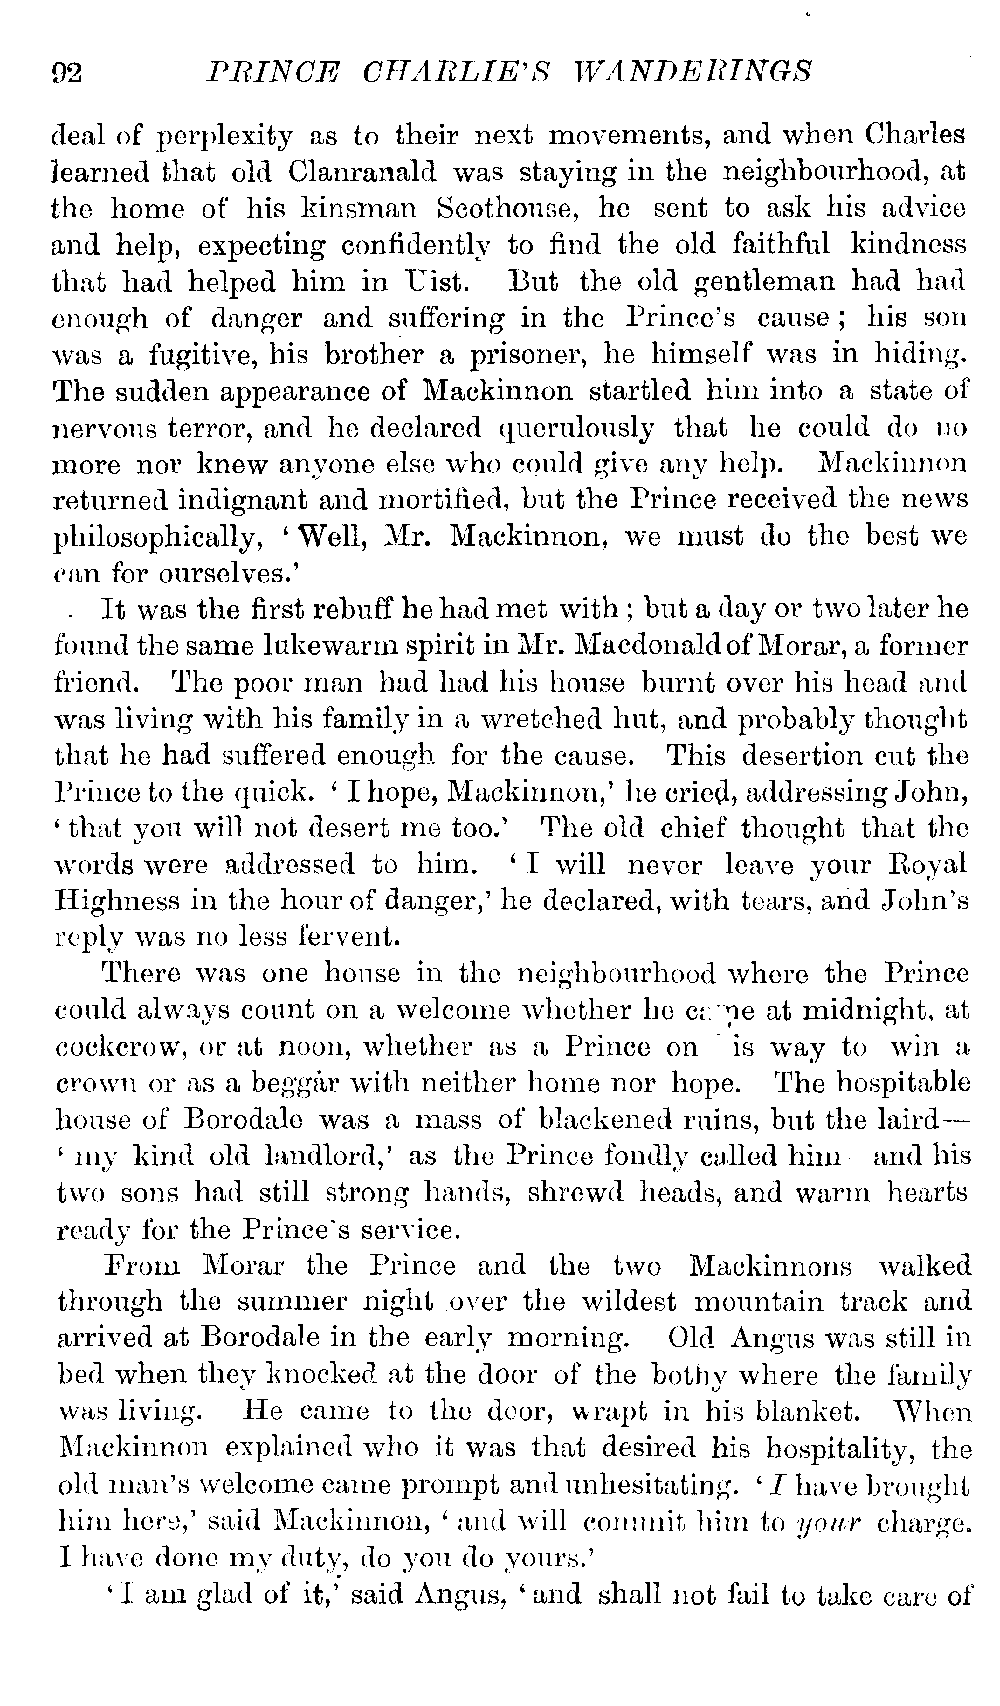 92 PRINCE CHARLIE'S WANDERINGS
deal of perplexity as to their next movements, and when Charles
learned that old Clanranald was staying in the neighbourhood, at
the home of his kinsman Scothouse, he sent to ask his advice
and help, expecting confidently to find the old faithful kindness
that had helped him in Uist. But the old gentleman had had
enough of danger and suffering in the Prince's cause ; his son
was a fugitive, his brother a prisoner, he himself was in hiding.
The sudden appearance of Mackinnon startled him into a state of
nervous terror, and he declared querulously that he could do no
more nor knew anyone else who could give any help. Mackinnon
returned indignant and mortified, but the Prince received the news
philosophically, ‘ Well, Mr. Mackinnon, we must do the best we
can for ourselves.’
It was the first rebuff he had met with ; but a day or two later he
found the same lukewarm spirit in Mr. Macdonald of Morar, a former
friend. The poor man had had his house burnt over his head and
was living with his family in a wretched hut, and probably thought
that he had suffered enough for the cause. This desertion cut the
Prince to the quick. ‘ I hope, Mackinnon,’ he cried, addressing John,
‘ that you will not desert me too.’ The old chief thought that the
words were addressed to him. ‘ I will never leave your Royal
Highness in the hour of danger,’ he declared, with tears, and John's
reply was no less fervent.
There was one house in the neighbourhood where the Prince
could always count on a welcome whether he came at midnight, at
cockcrow, or at noon, whether as a Prince on is way to win a
crown or as a beggar with neither home nor hope. The hospitable
house of Borodale was a mass of blackened ruins, but the laird—
‘ my kind old landlord,’ as the Prince fondly called him and his
two sons had still strong hands, shrewd heads, and warm hearts
ready for the Prince's service.
From Morar the Prince and the two Mackinnons walked
through the summer night over the wildest mountain track and
arrived at Borodale in the early morning. Old Angus was still in
bed when they knocked at the door of the bothy where the family
was living. He came to the door, wrapt in his blanket. When
Mackinnon explained who it was that desired his hospitality, the
old man's welcome came prompt and unhesitating. ‘ I have brought
him here,’ said Mackinnon, ‘ and will commit him to your charge.
I have done my duty, do you do yours.’
‘ I am glad of it,’ said Angus, ‘ and shall not fail to take care of